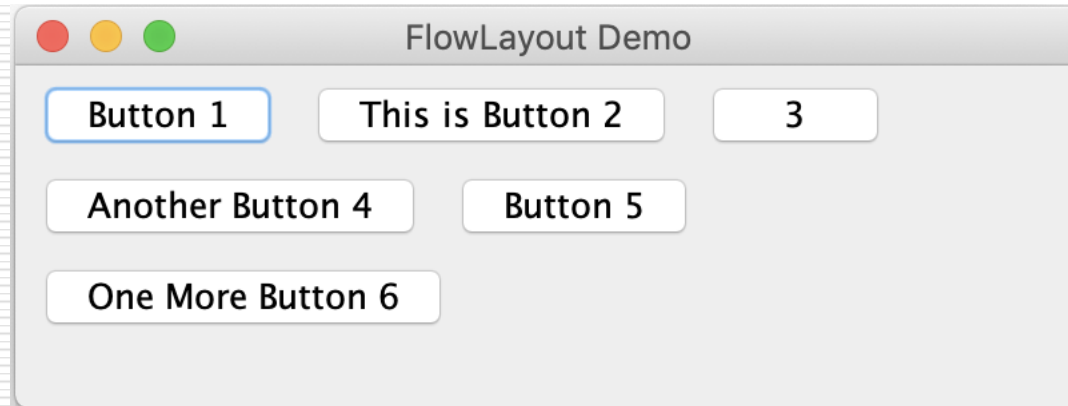 FlowLayout Demo
Button 1 This is Button 2 3
Another Button 4 Button 5
One More Button 6